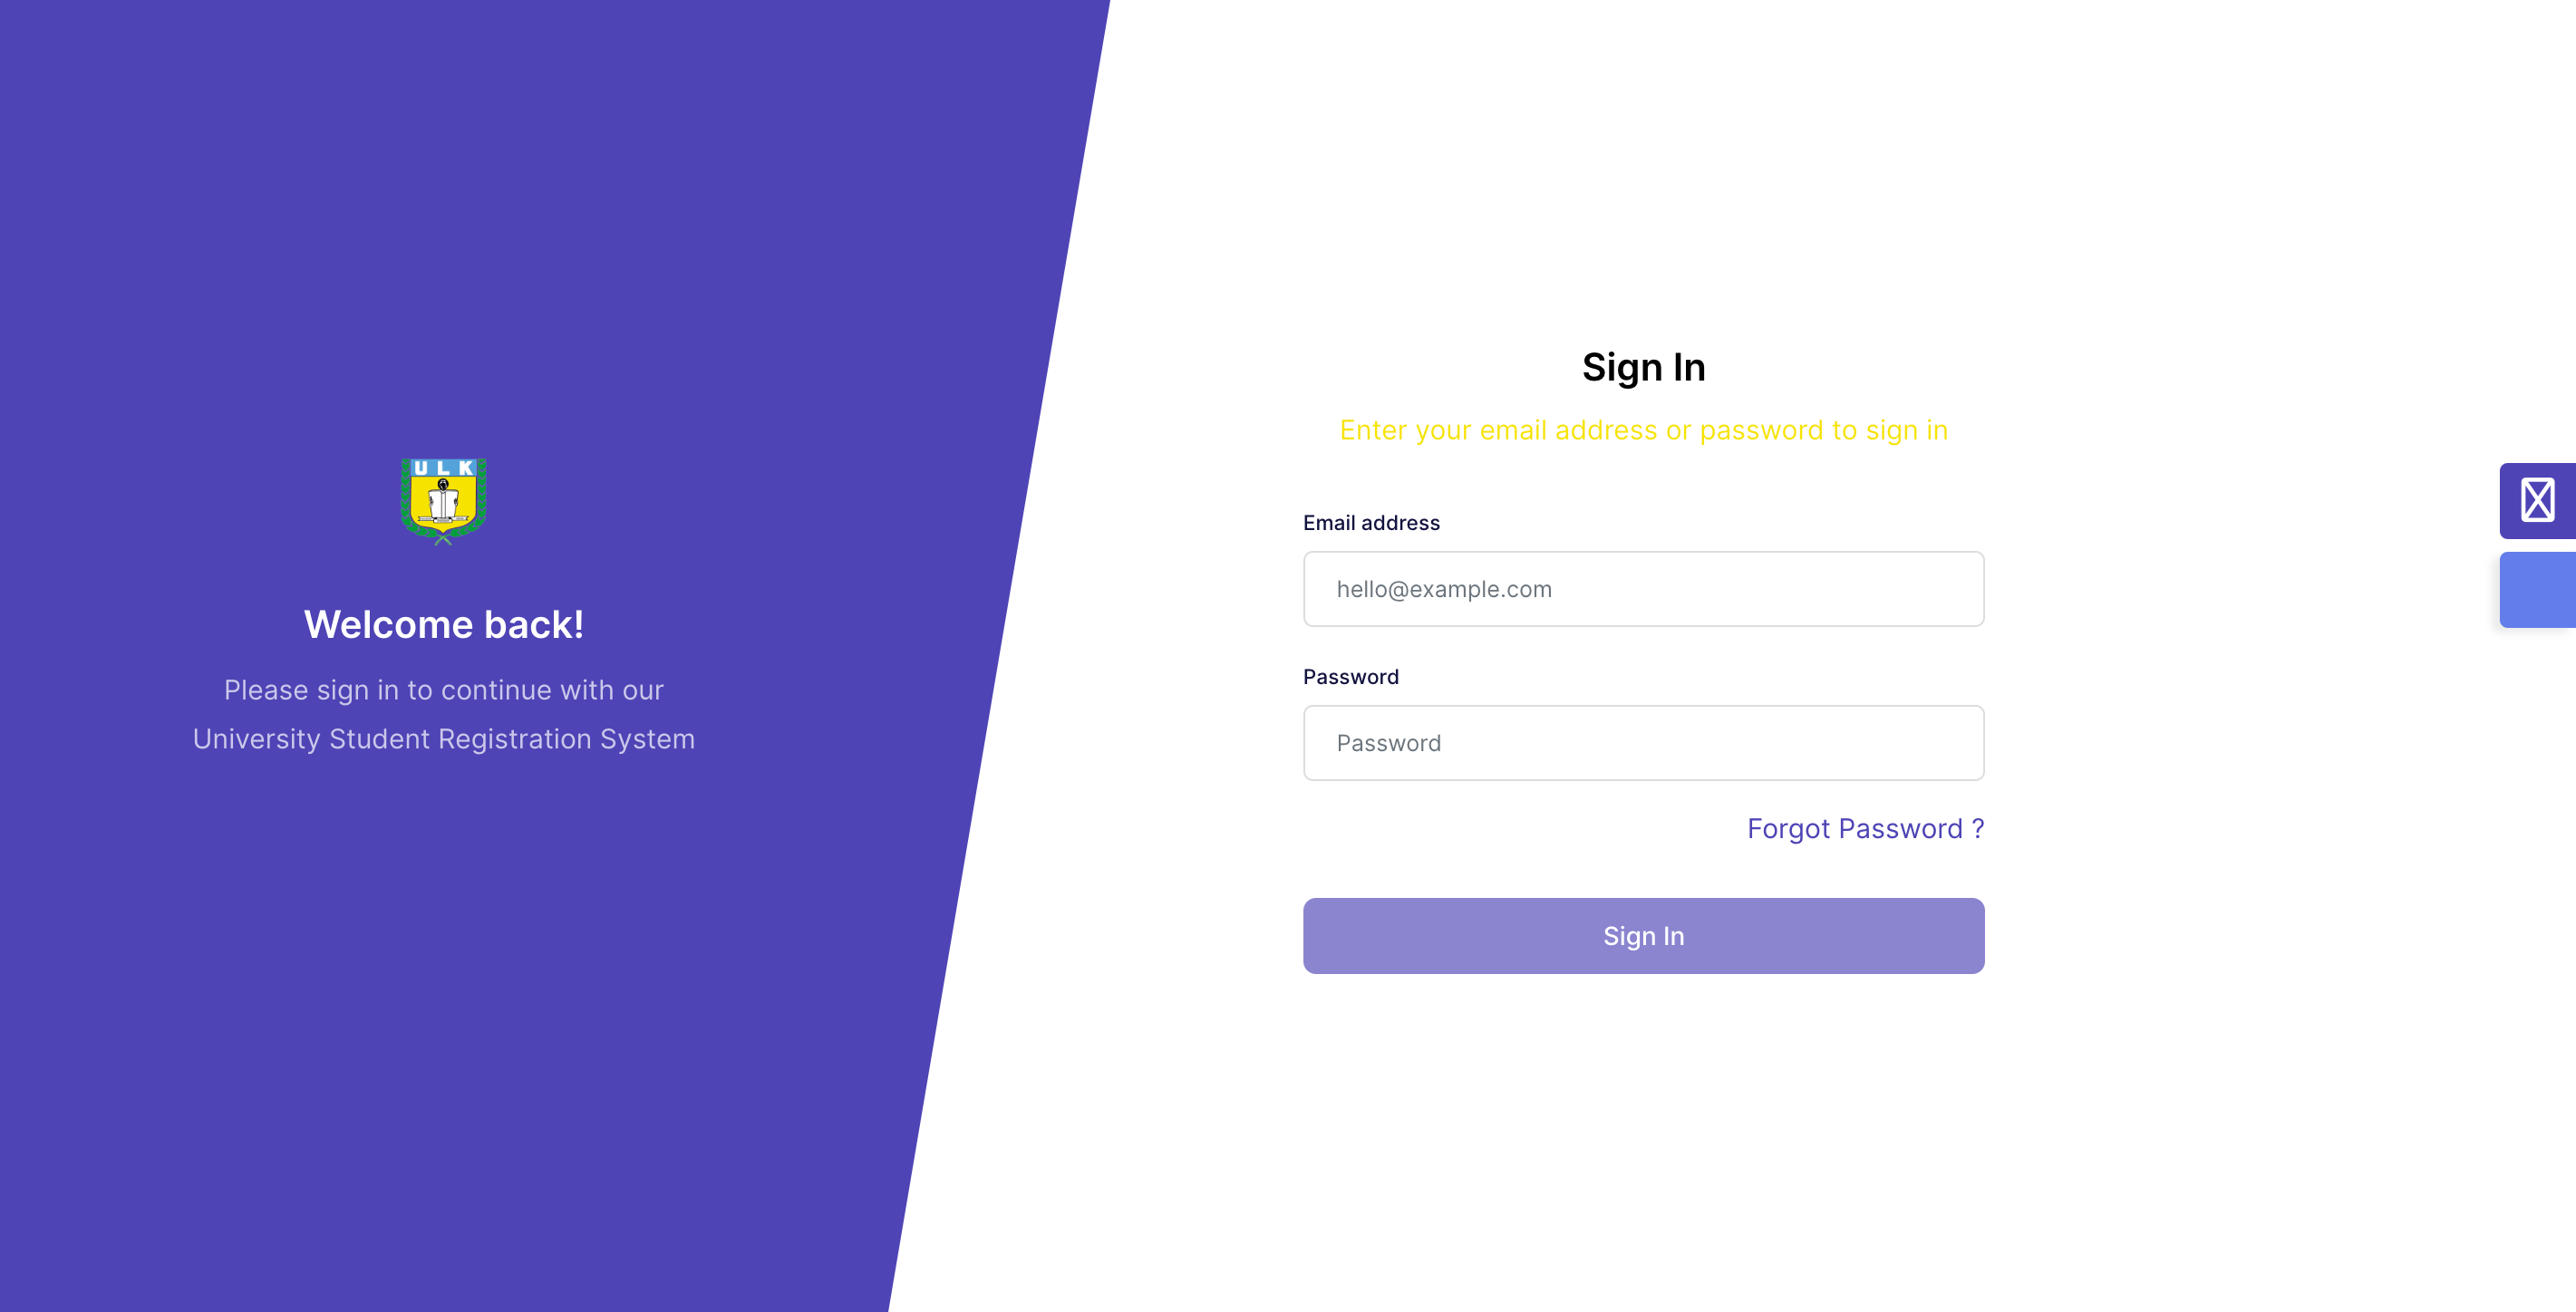 ULK
Welcome back!
Please sign in to continue with our
University Student Registration System
Sign In
Enter your email address or password to sign in
Email address
hello@example.com
Password
Password
Forgot Password ?
Sign In